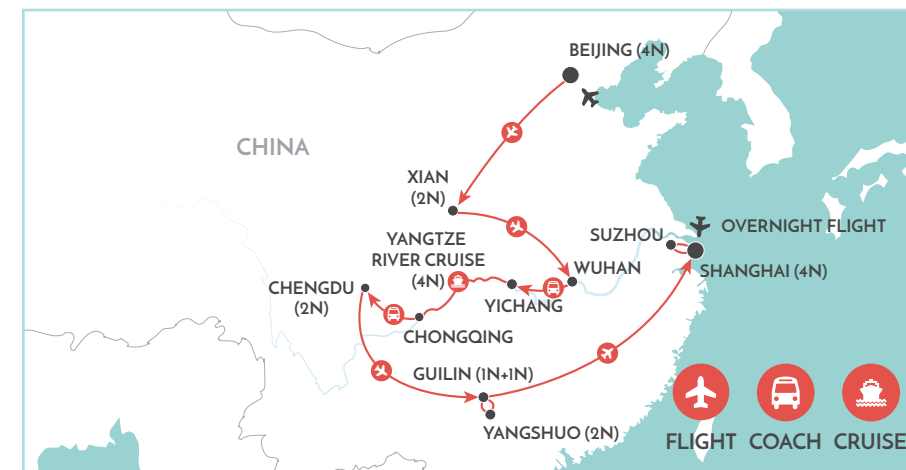 BEIJING (4N)
CHINA
XIAN
(2N)
YANGTZE
RIVER CRUISE
(4N)
SUZHOU
OVERNIGHT FLIGHT
SHANGHAI (4N)
WUHAN
YICHANG
CHENGDU
(2N)
CHONGQING
GUILIN (1N+1N)
YANGSHUO (2N)
FLIGHT COACH CRUISE